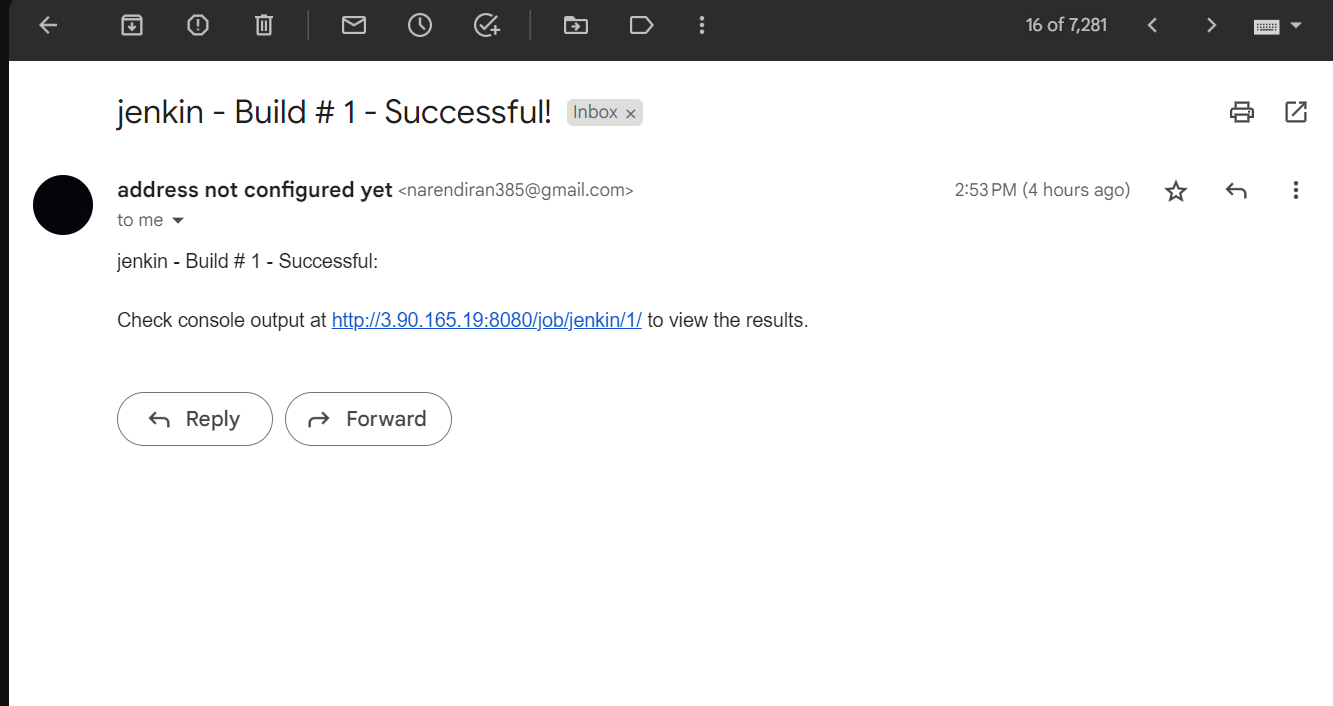 16 of 7,281
jenkin - Build # 1 - Successful! Inbox ×
address not configured yet <narendiran385@gmail.com> 2:53 PM (4 hours ago)
to me
jenkin - Build # 1 - Successful:
Check console output at http://3.90.165.19:8080/job/jenkin/1/ to view the results.
Reply Forward